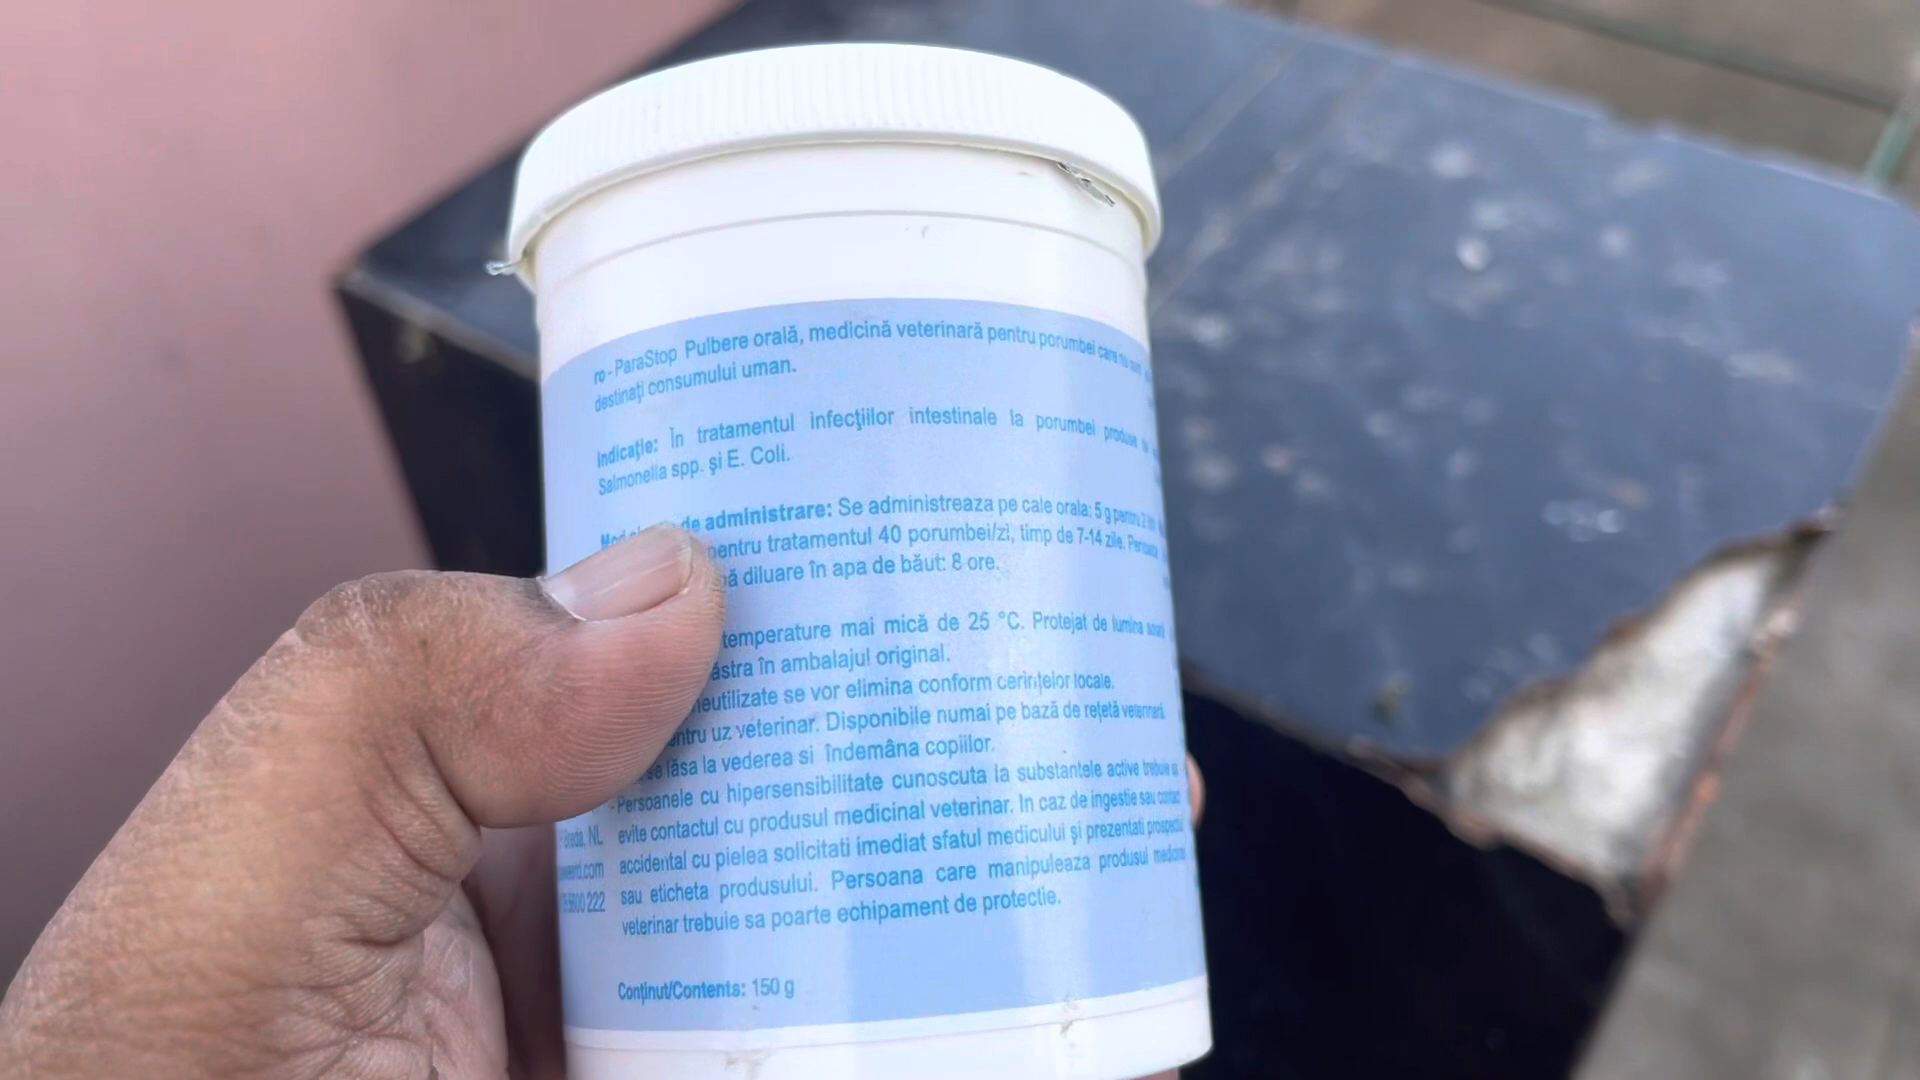 ro - ParaStop Pulbere orală, medicină veterinară pentru porumbei care nu sunt
destinați consumului uman.
Indicație: În tratamentul infecțiilor intestinale la porumbei produse de
Salmonella spp. și E. Coli.
de administrare: Se administreaza pe cale orala: 5 g pentru 2
pentru tratamentul 40 porumbei/zi, timp de 7-14 zile. Perioada
diluare în apa de băut: 8 ore.
temperature mai mică de 25 °C. Protejat de lumina
în ambalajul original.
se vor elimina conform cerințelor locale.
uz veterinar. Disponibile numai pe bază de rețetă veterinară.
se lăsa la vederea si îndemâna copiilor.
- Persoanele cu hipersensibilitate cunoscuta la substantele active trebuie sa
evite contactul cu produsul medicinal veterinar. In caz de ingestie sau contact
accidental cu pielea solicitati imediat sfatul medicului și prezentati prospectul
sau eticheta produsului. Persoana care manipuleaza produsul medicinal
veterinar trebuie sa poarte echipament de protectie.
Breda, NL
600 222
Conținut/Contents: 150 g